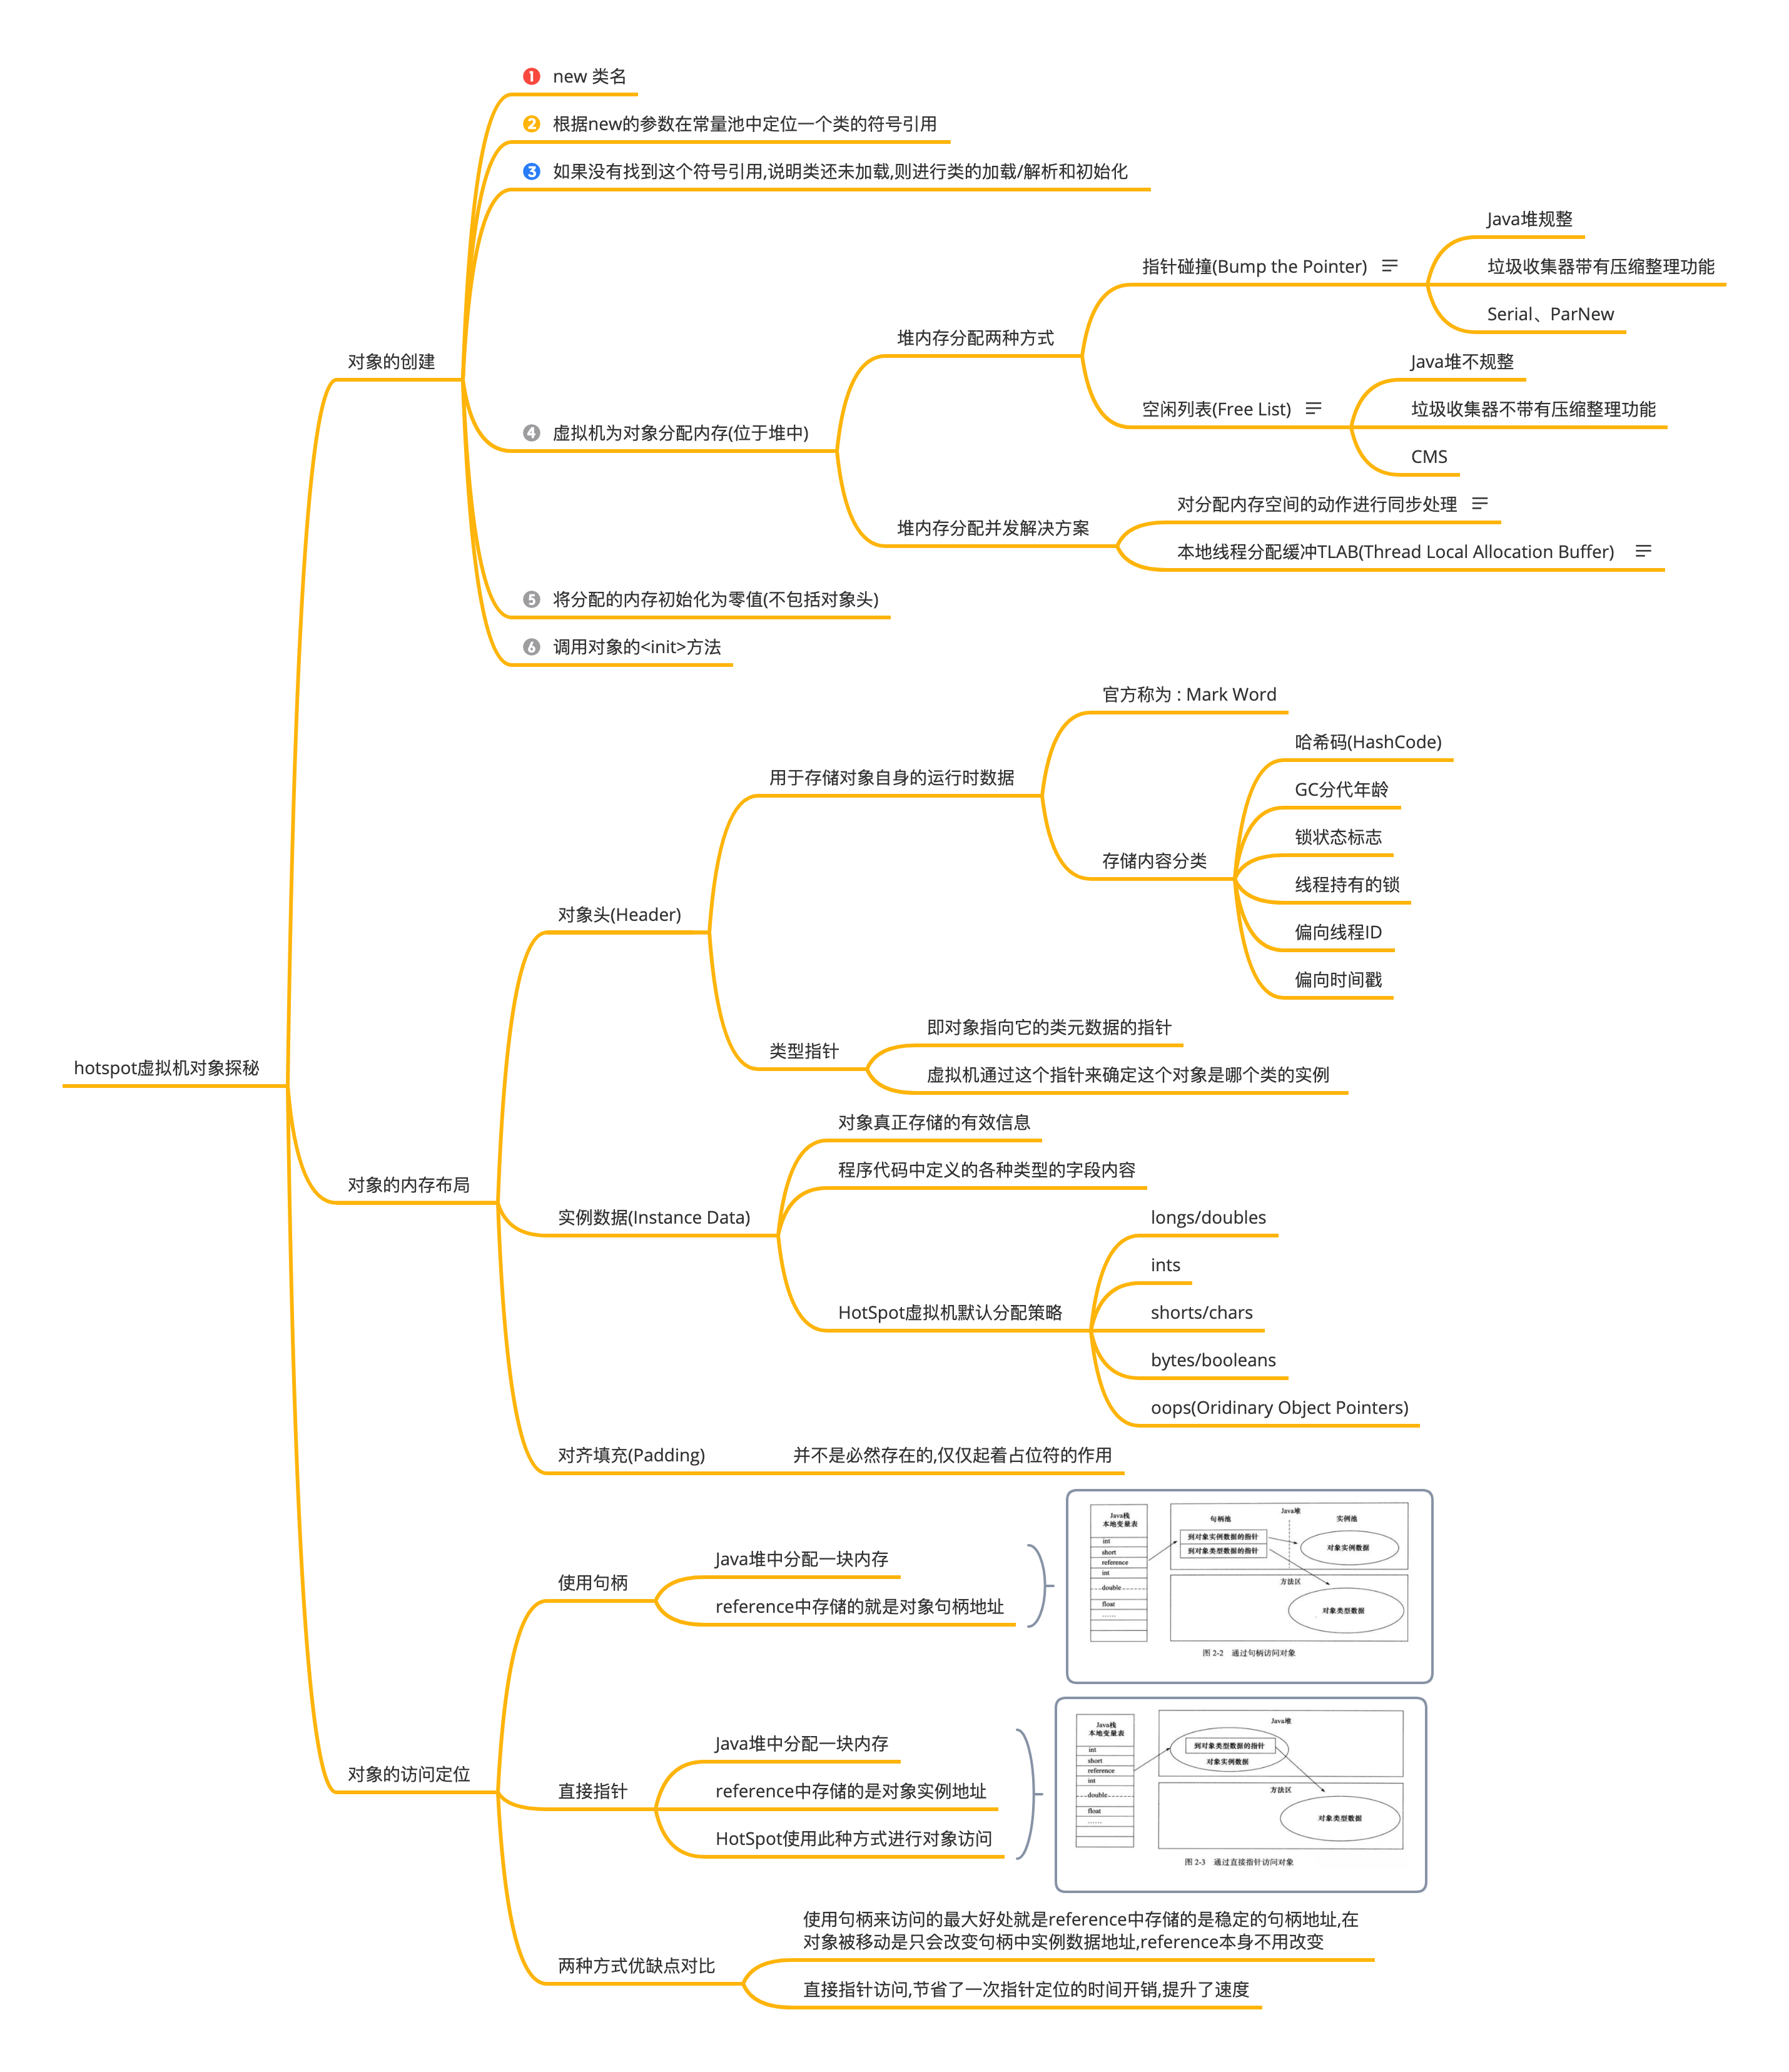 1 new 类名
2 根据new的参数在常量池中定位一个类的符号引用
3 如果没有找到这个符号引用,说明类还未加载,则进行类的加载/解析和初始化
Java堆规整
指针碰撞(Bump the Pointer)
垃圾收集器带有压缩整理功能
Serial、ParNew
堆内存分配两种方式
对象的创建
Java堆不规整
空闲列表(Free List)
垃圾收集器不带有压缩整理功能
4 虚拟机为对象分配内存(位于堆中)
CMS
对分配内存空间的动作进行同步处理
堆内存分配并发解决方案
本地线程分配缓冲TLAB(Thread Local Allocation Buffer)
5 将分配的内存初始化为零值(不包括对象头)
6 调用对象的<init>方法
官方称为 : Mark Word
哈希码(HashCode)
用于存储对象自身的运行时数据
GC分代年龄
锁状态标志
存储内容分类
线程持有的锁
对象头(Header)
偏向线程ID
偏向时间戳
即对象指向它的类元数据的指针
类型指针
hotspot虚拟机对象探秘
虚拟机通过这个指针来确定这个对象是哪个类的实例
对象真正存储的有效信息
程序代码中定义的各种类型的字段内容
对象的内存布局
实例数据(Instance Data)
longs/doubles
ints
HotSpot虚拟机默认分配策略
shorts/chars
bytes/booleans
oops(Oridinary Object Pointers)
对齐填充(Padding)
并不是必然存在的,仅仅起着占位符的作用
Java堆中分配一块内存
使用句柄
reference中存储的就是对象句柄地址
Java栈
本地变量表
int
short
reference
int
double
float
......
Java堆
句柄池
实例池
到对象实例数据的指针
到对象类型数据的指针
对象实例数据
方法区
对象类型数据
图 2-2 通过句柄访问对象
Java堆中分配一块内存
对象的访问定位
直接指针
reference中存储的是对象实例地址
HotSpot使用此种方式进行对象访问
Java栈
本地变量表
int
short
reference
int
double
float
......
Java堆
到对象类型数据的指针
对象实例数据
方法区
对象类型数据
图 2-3 通过直接指针访问对象
使用句柄来访问的最大好处就是reference中存储的是稳定的句柄地址,在
对象被移动是只会改变句柄中实例数据地址,reference本身不用改变
两种方式优缺点对比
直接指针访问,节省了一次指针定位的时间开销,提升了速度